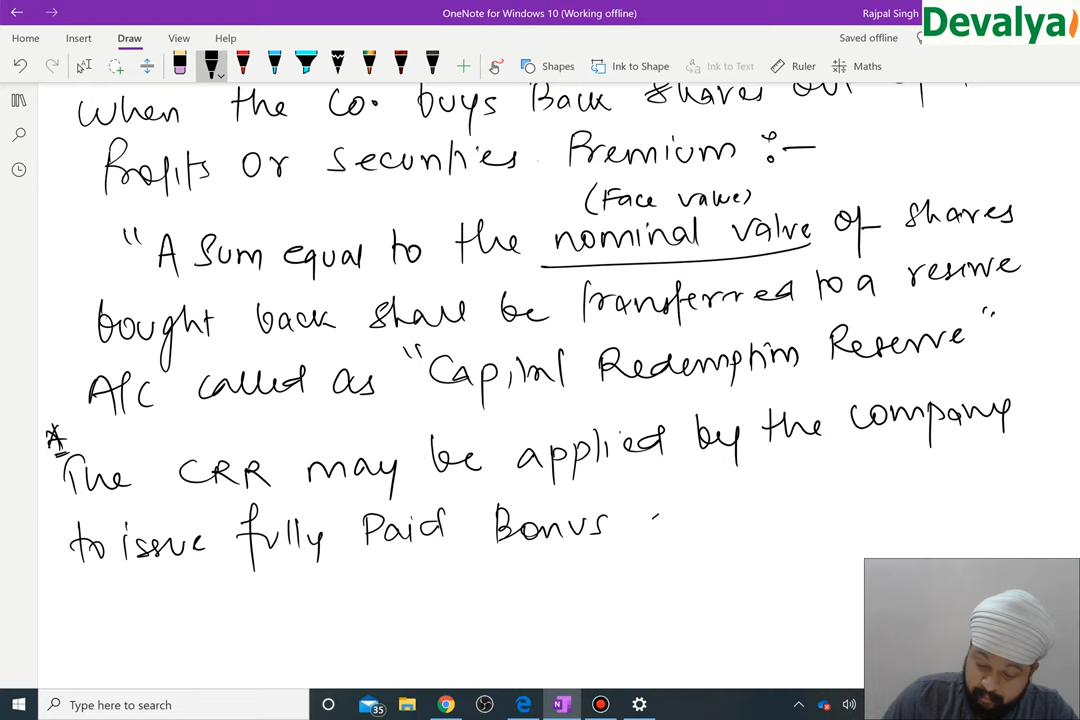 OneNote for Windows 10 (Working offline)
Rajpal Singh
Devalya
Home Insert Draw View Help
Saved offline
Shapes Ink to Shape Ink to Text Ruler Maths
When the Co. buys Back shares out
Profits Or Securities Premium :-
(Face value)
"A Sum equal to the nominal value of shares
bought back shall be transferred to a reserve
A/C called as "Capital Redemption Reserve"
The CRR may be applied by the company
to issue fully Paid Bonus
Type here to search
35